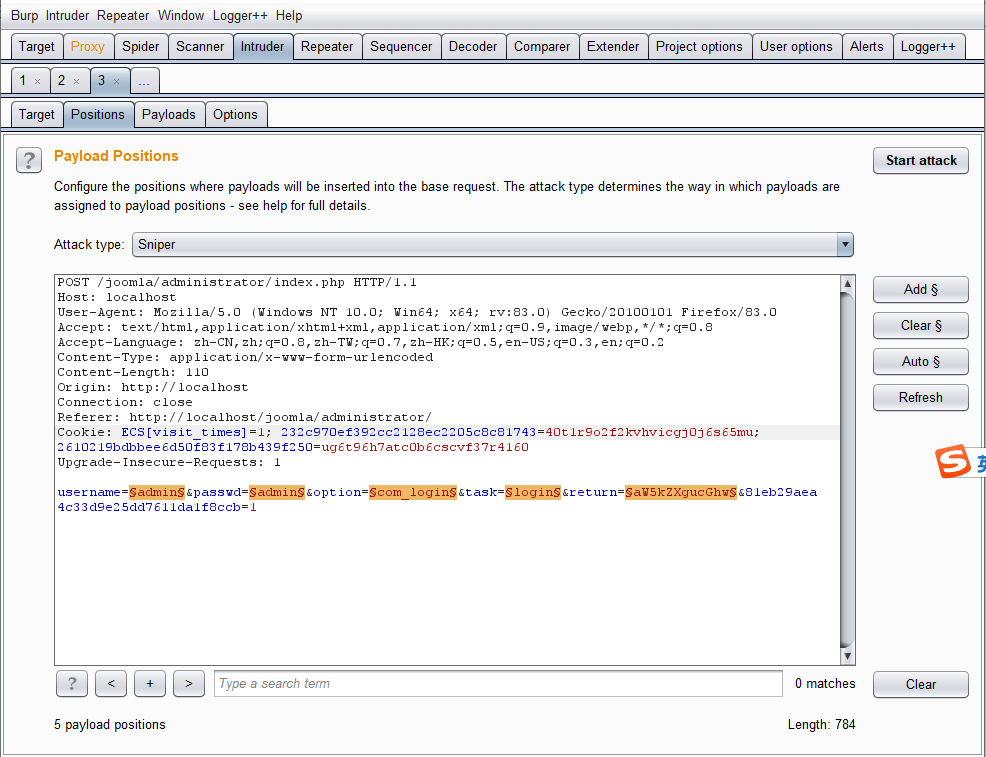 Burp Intruder Repeater Window Logger++ Help
Target Proxy Spider Scanner Intruder Repeater Sequencer Decoder Comparer Extender Project options User options Alerts Logger++
1 × 2 × 3 × ...
Target Positions Payloads Options
? Payload Positions Start attack
Configure the positions where payloads will be inserted into the base request. The attack type determines the way in which payloads are
assigned to payload positions - see help for full details.
Attack type: Sniper
POST /joomla/administrator/index.php HTTP/1.1
Host: localhost
User-Agent: Mozilla/5.0 (Windows NT 10.0; Win64; x64; rv:83.0) Gecko/20100101 Firefox/83.0
Accept: text/html,application/xhtml+xml,application/xml;q=0.9,image/webp,*/*;q=0.8
Accept-Language: zh-CN,zh;q=0.8,zh-TW;q=0.7,zh-HK;q=0.5,en-US;q=0.3,en;q=0.2
Content-Type: application/x-www-form-urlencoded
Content-Length: 110
Origin: http://localhost
Connection: close
Referer: http://localhost/joomla/administrator/
Cookie: ECS[visit_times]=1; 232c970ef392cc2128ec2205c8c81743=40t1r9o2f2kvhvicgj0j6s65mu;
2610219bdbbee6d50f83f178b439f250=ug6t96h7atc0b6cscvf37r4160
Upgrade-Insecure-Requests: 1
username=§admin§&passwd=§admin§&option=§com_login§&task=§login§&return=§aW5kZXgucGhw§&81eb29aea
4c33d9e25dd7611da1f8ccb=1
Add §
Clear §
Auto §
Refresh
S 英
? < + > Type a search term 0 matches Clear
5 payload positions Length: 784